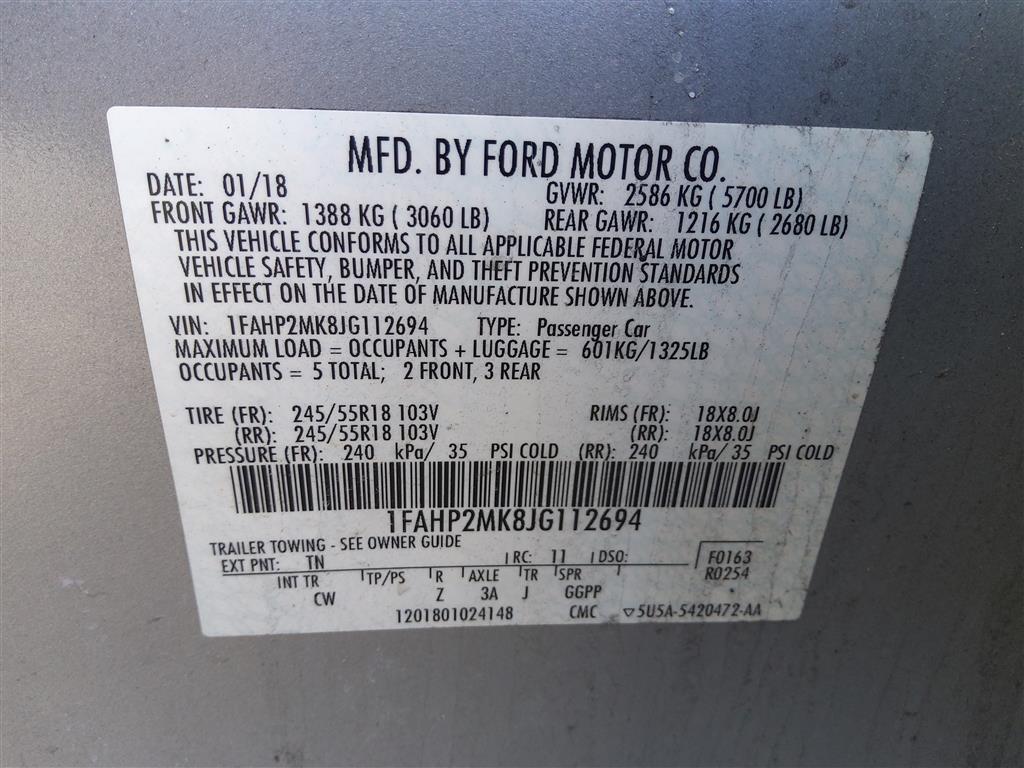 MFD. BY FORD MOTOR CO.
DATE: 01/18 GVWR: 2586 KG ( 5700 LB)
FRONT GAWR: 1388 KG ( 3060 LB) REAR GAWR: 1216 KG ( 2680 LB)
THIS VEHICLE CONFORMS TO ALL APPLICABLE FEDERAL MOTOR
VEHICLE SAFETY, BUMPER, AND THEFT PREVENTION STANDARDS
IN EFFECT ON THE DATE OF MANUFACTURE SHOWN ABOVE.
VIN: 1FAHP2MK8JG112694 TYPE: Passenger Car
MAXIMUM LOAD = OCCUPANTS + LUGGAGE = 601KG/1325LB
OCCUPANTS = 5 TOTAL; 2 FRONT, 3 REAR
TIRE (FR): 245/55R18 103V RIMS (FR): 18X8.0J
(RR): 245/55R18 103V (RR): 18X8.0J
PRESSURE (FR): 240 kPa/ 35 PSI COLD (RR): 240 kPa/ 35 PSI COLD
1FAHP2MK8JG112694
TRAILER TOWING - SEE OWNER GUIDE
EXT PNT: TN RC: 11 DSO: F0163
R0254
INT TR TP/PS R AXLE TR SPR
CW Z 3A J GGPP
1201801024148 CMC ▽5U5A-5420472-AA